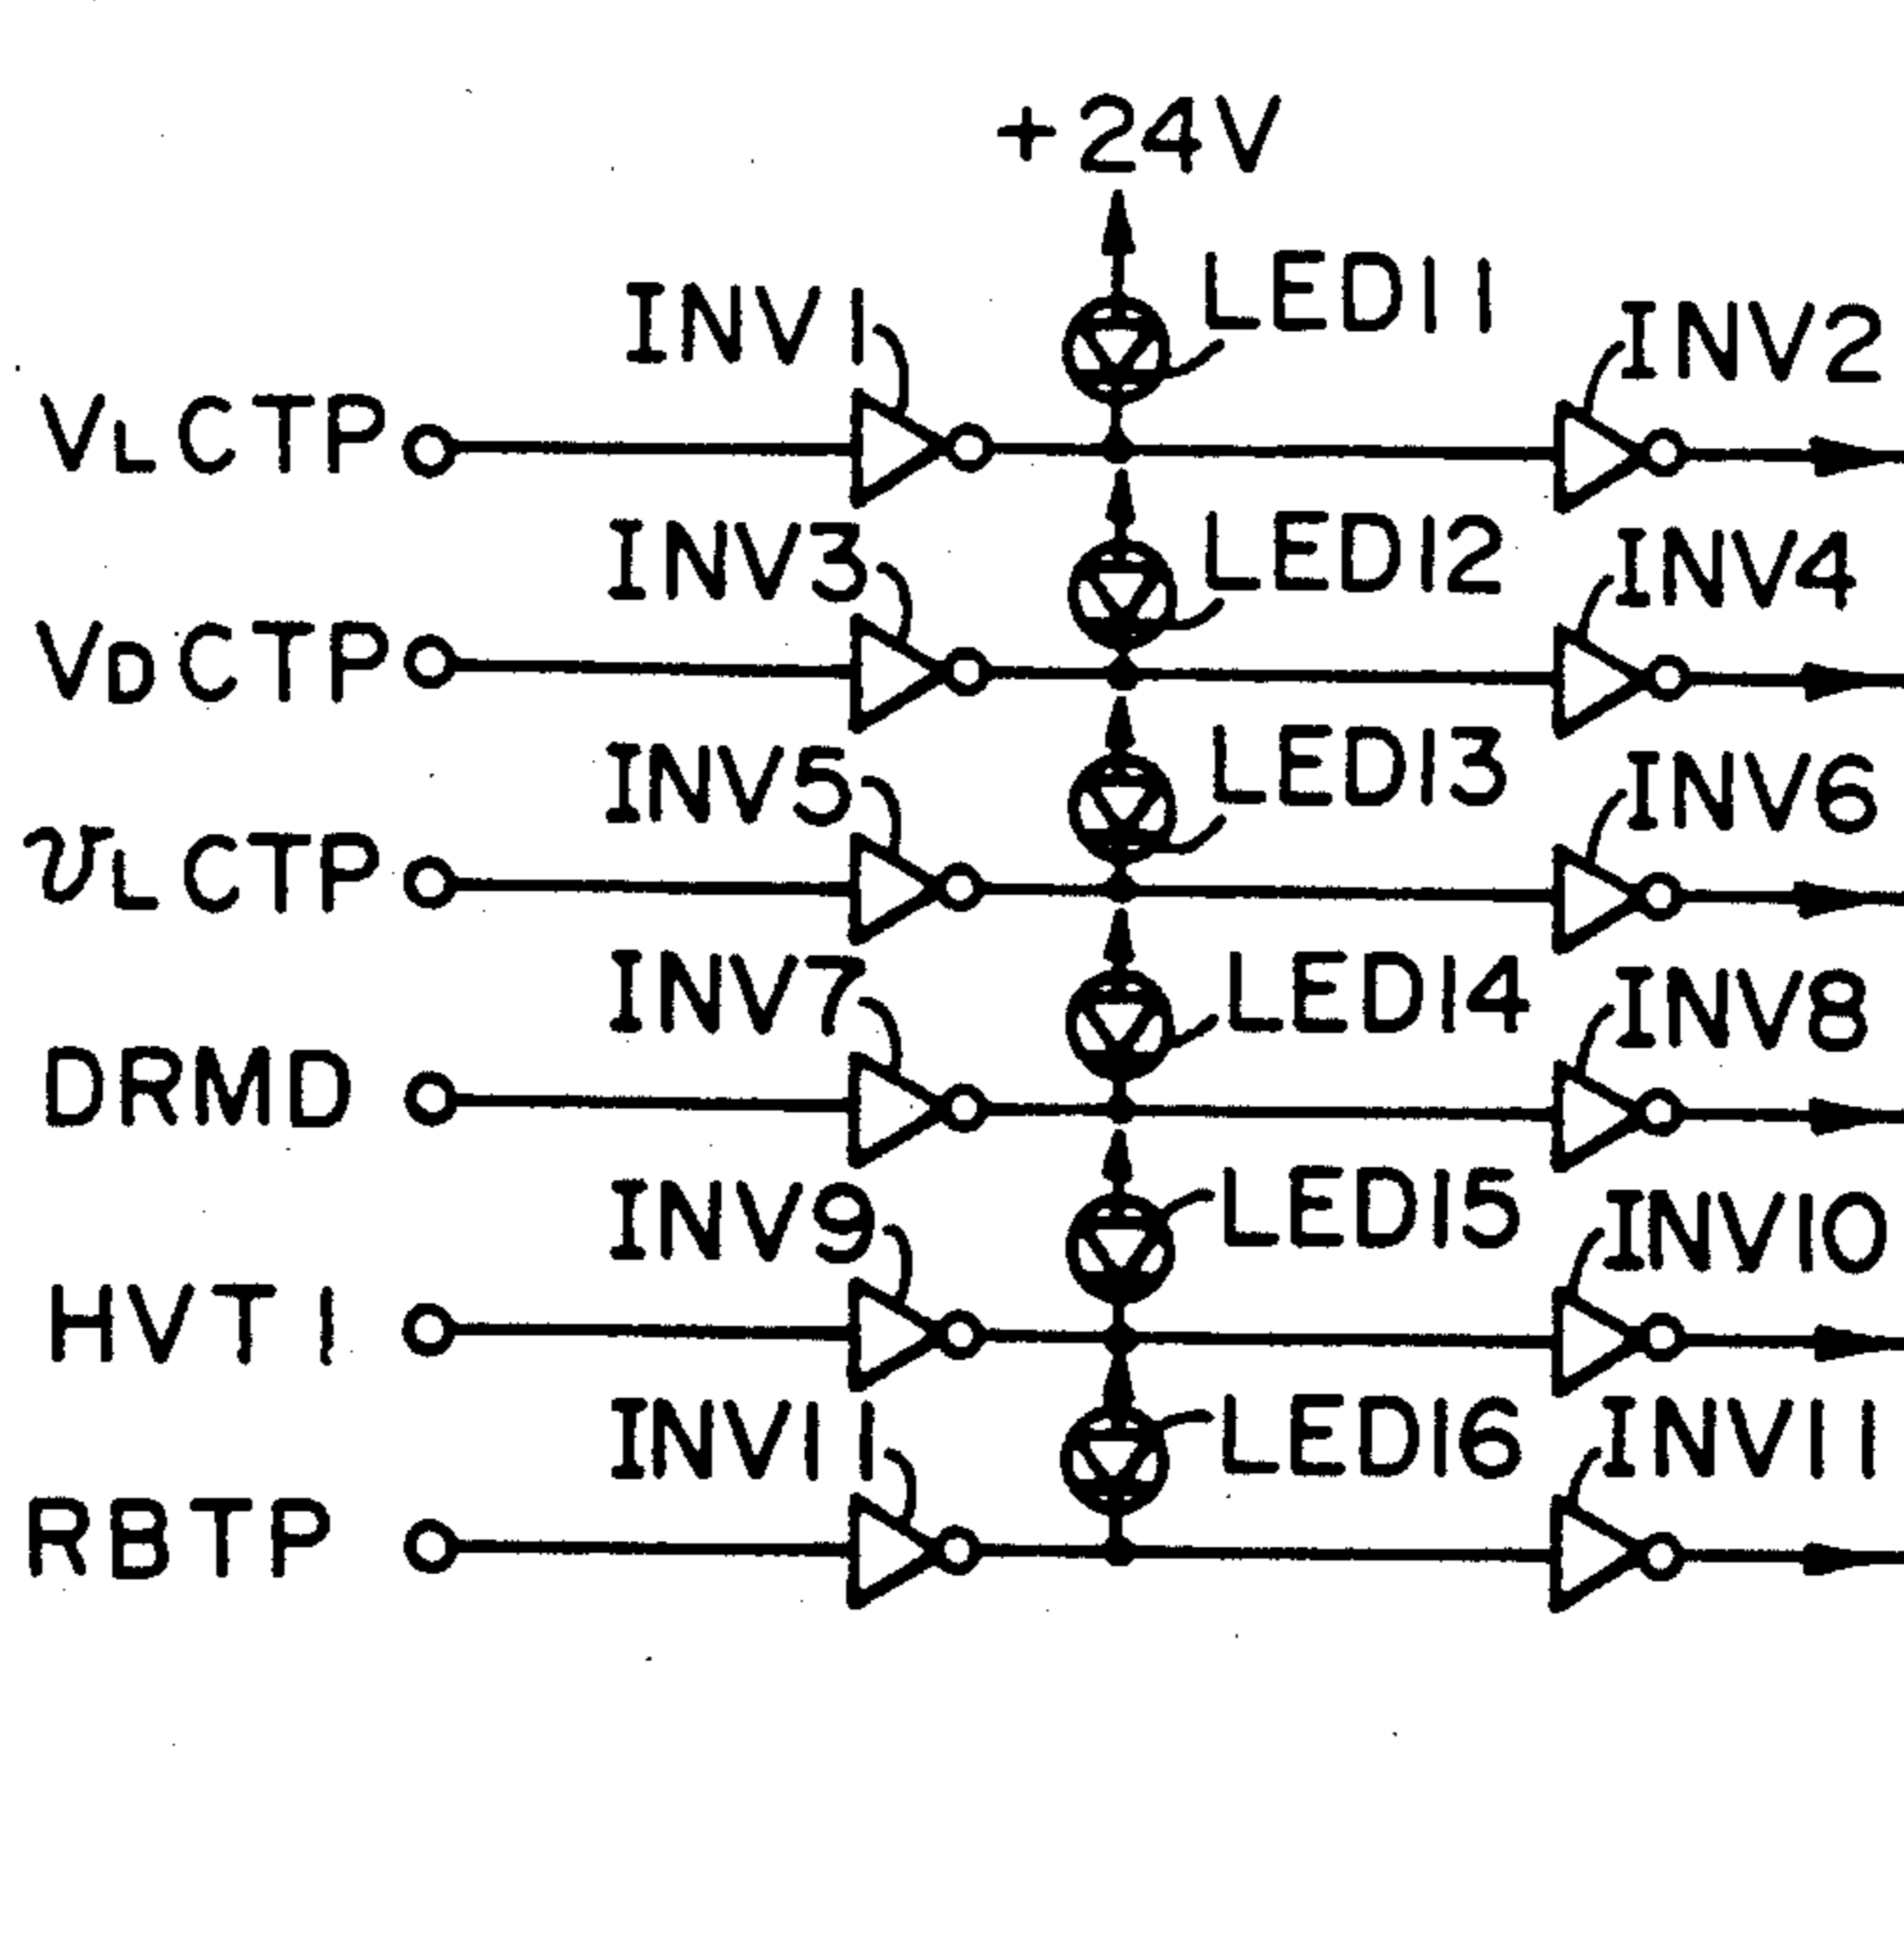 +24V
LED11
INV1
INV2
VLCTP
LED12
INV3
INV4
VDCTP
LED13
INV5
INV6
VLCTP
LED14
INV7
INV8
DRMD
LED15
INV9
INV10
HVT1
LED16
INV11
INV11
RBTP